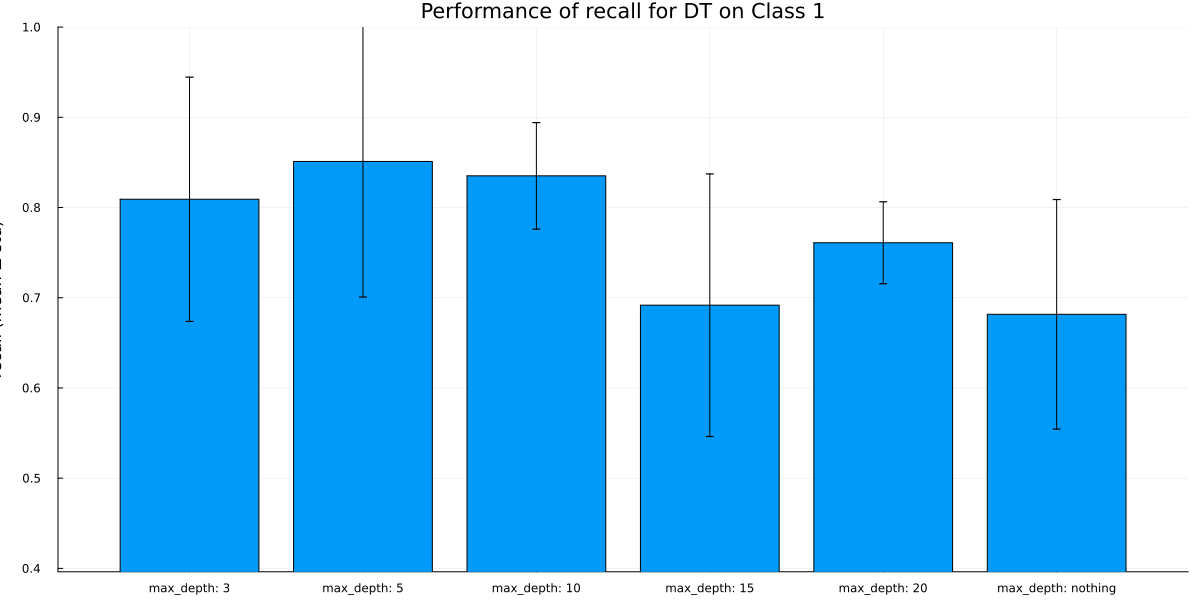 Performance of recall for DT on Class 1
1.0
0.9
0.8
0.7
0.6
0.5
0.4
max_depth: 3
max_depth: 5
max_depth: 10
max_depth: 15
max_depth: 20
max_depth: nothing